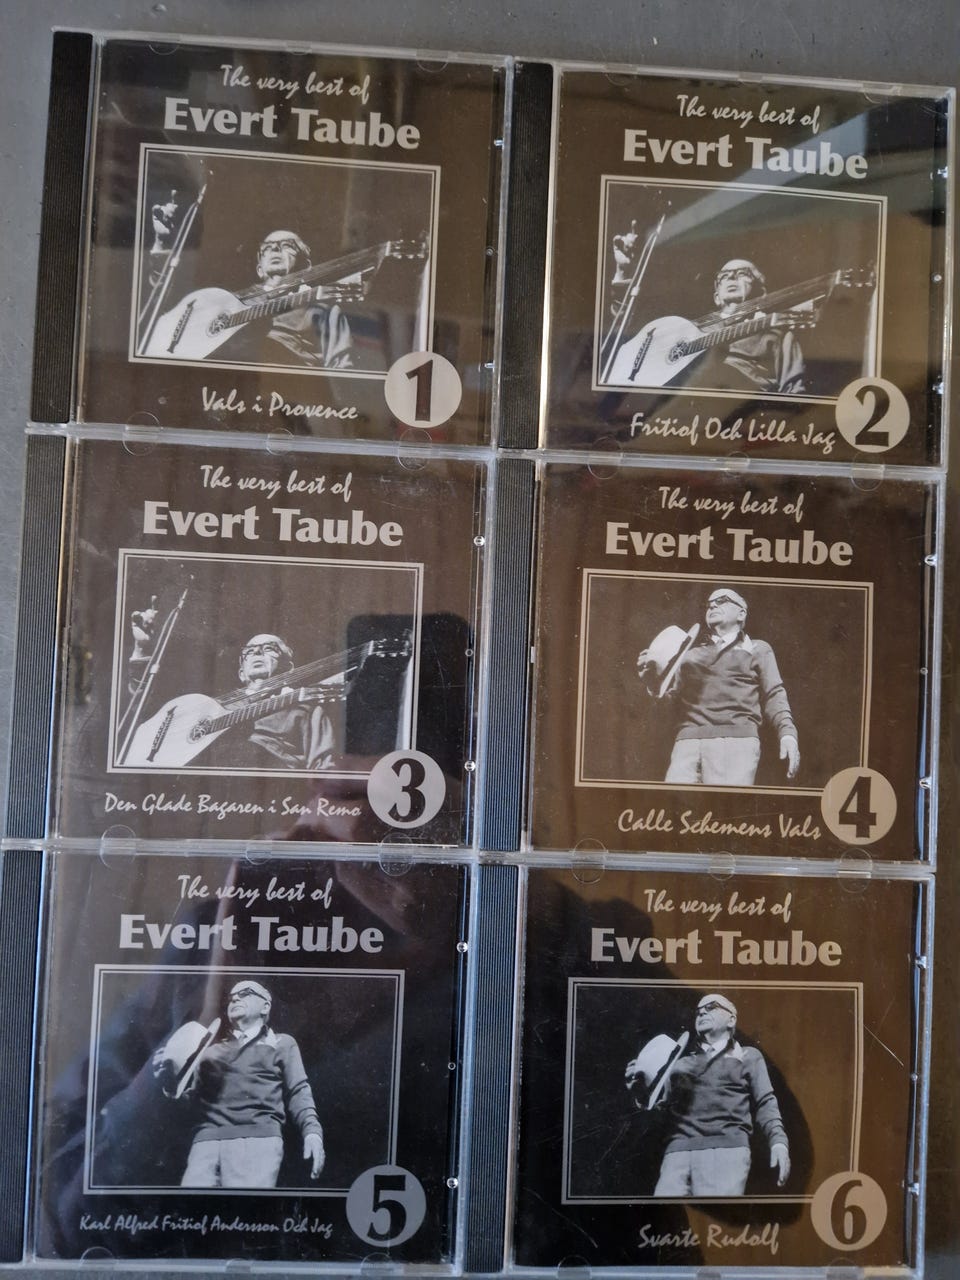 The very best of
Evert Taube
Vals i Provence
1
The very best of
Evert Taube
Fritiof Och Lilla Jag
2
The very best of
Evert Taube
Den Glade Bagaren i San Remo
3
The very best of
Evert Taube
Calle Schemens Vals
4
The very best of
Evert Taube
Karl Alfred Fritiof Andersson Och Jag
5
The very best of
Evert Taube
Svarte Rudolf
6